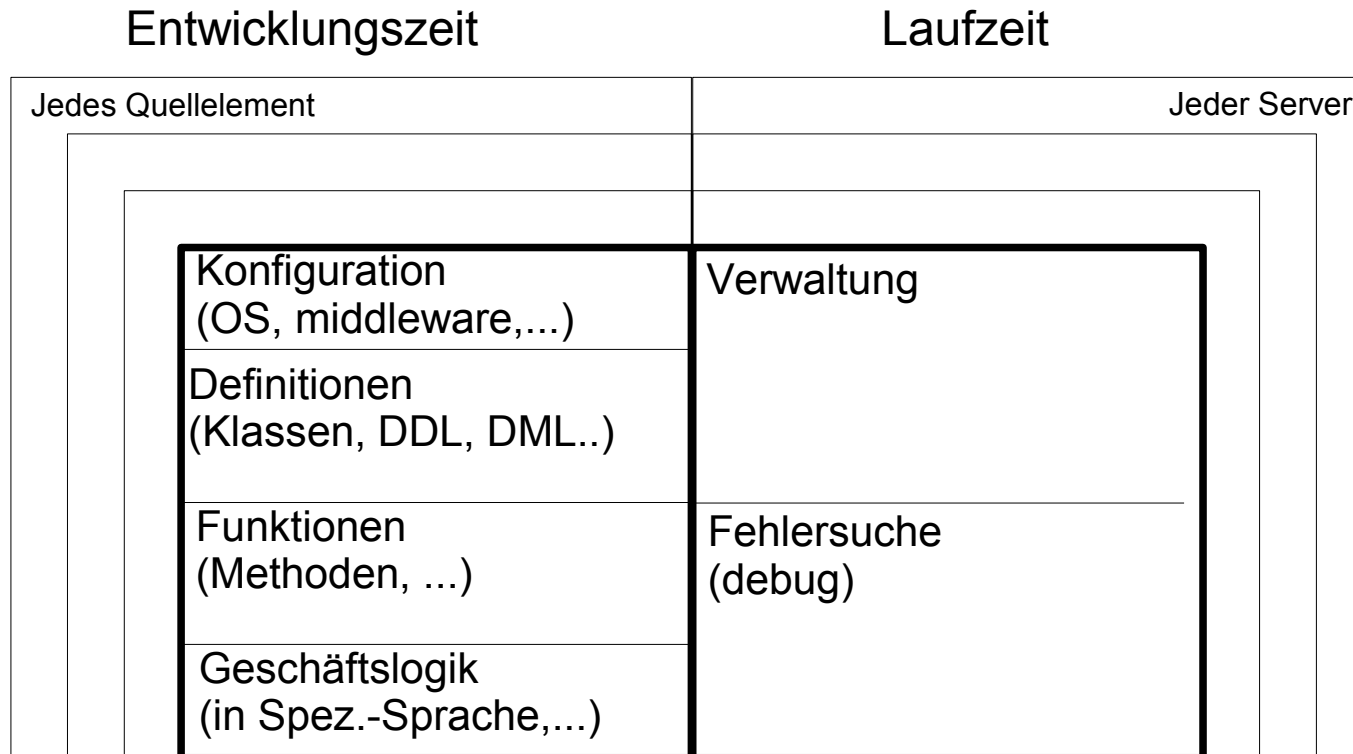 Entwicklungszeit
Laufzeit
Jedes Quellelement
Jeder Server
Konfiguration
(OS, middleware,...)
Definitionen
(Klassen, DDL, DML..)
Funktionen
(Methoden, ...)
Geschäftslogik
(in Spez.-Sprache,...)
Verwaltung
Fehlersuche
(debug)